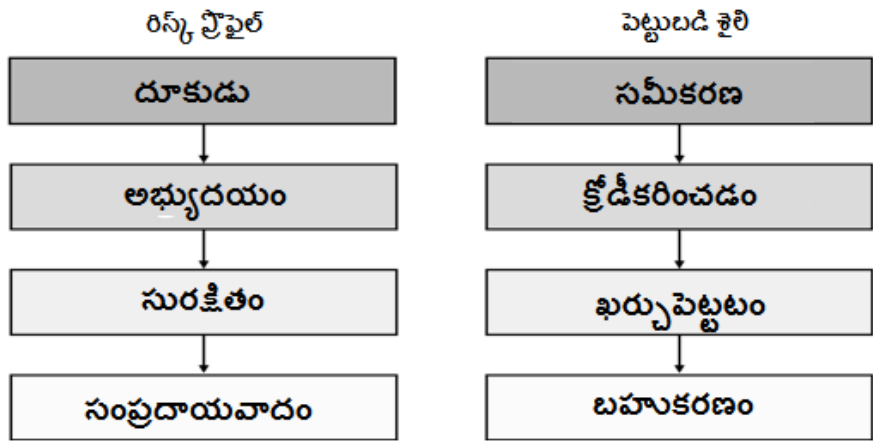 రిస్క్ ప్రొఫైల్
దూకుడు
అభ్యుదయం
సురక్షితం
సంప్రదాయవాదం
పెట్టుబడి శైలి
సమీకరణ
క్రోడీకరించడం
ఖర్చుపెట్టటం
బహుకరణం